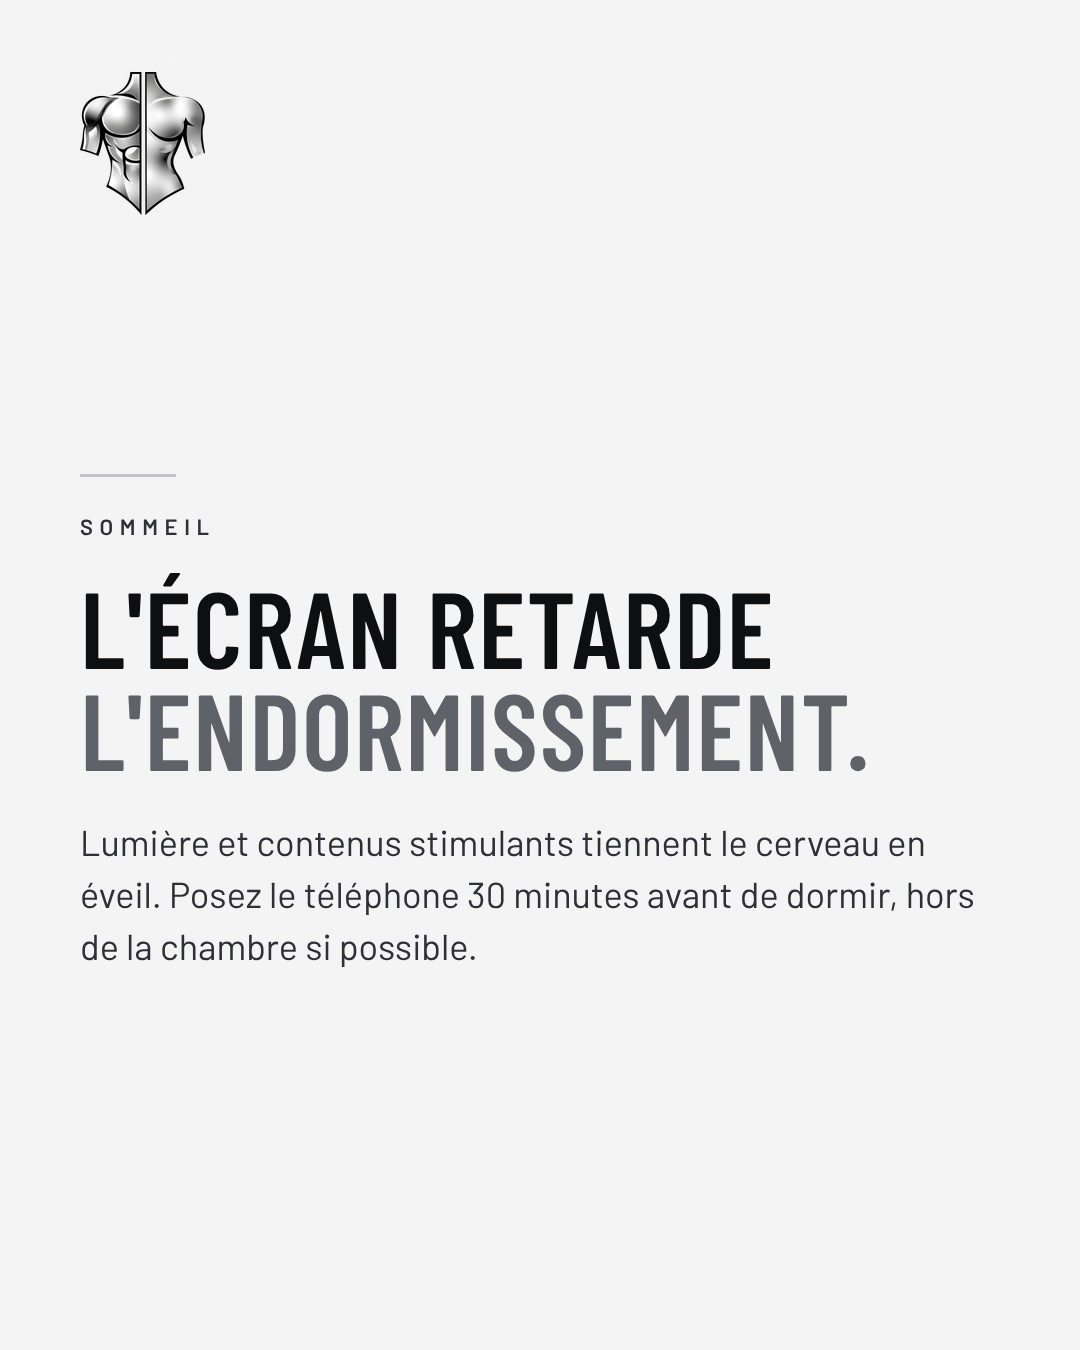 SOMMEIL
L'ÉCRAN RETARDE
L'ENDORMISSEMENT.
Lumière et contenus stimulants tiennent le cerveau en
éveil. Posez le téléphone 30 minutes avant de dormir, hors
de la chambre si possible.